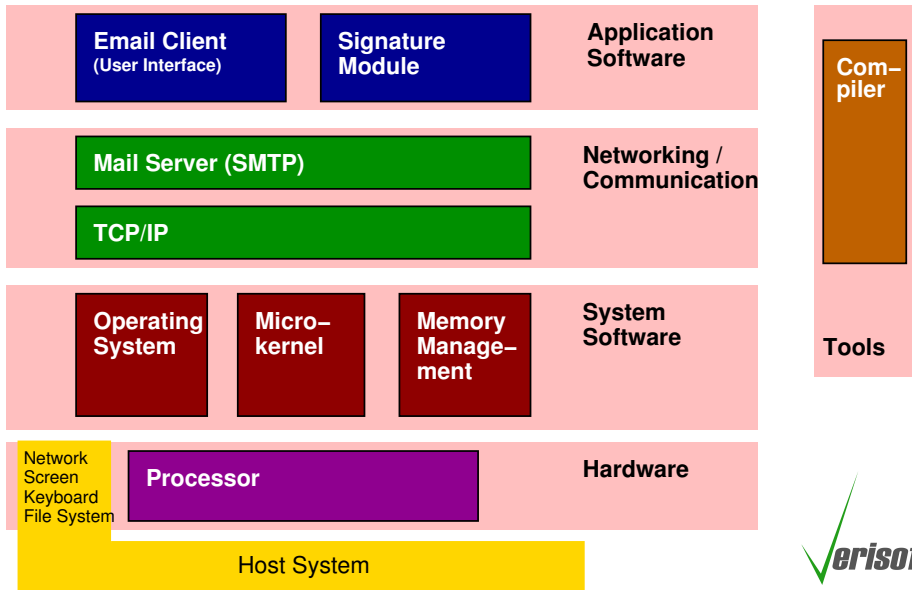 Email Client
(User Interface)
Signature
Module
Application
Software
Mail Server (SMTP)
TCP/IP
Networking /
Communication
Operating
System
Micro–
kernel
Memory
Manage–
ment
System
Software
Network
Screen
Keyboard
File System
Processor
Hardware
Host System
Com–
piler
Tools
Verisoft